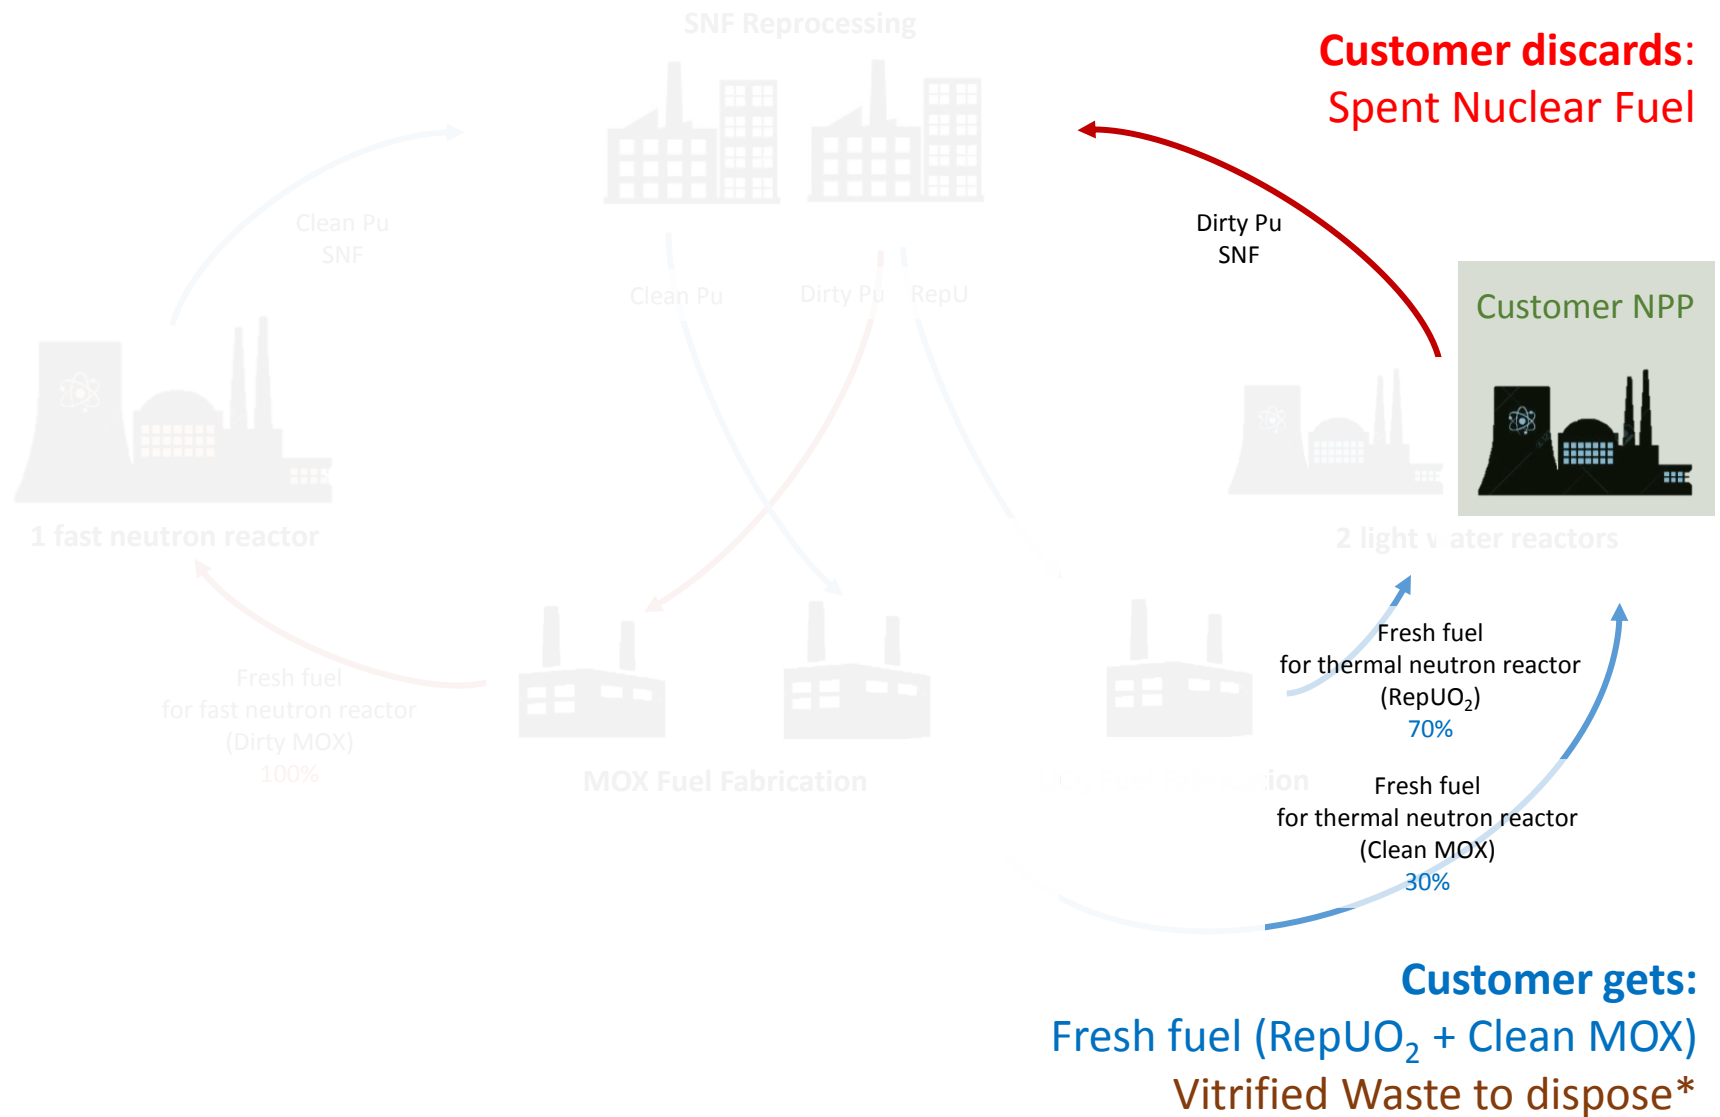 SNF Reprocessing
Customer discards:
Spent Nuclear Fuel
Clean Pu
SNF
Dirty Pu
SNF
Clean Pu
Dirty Pu
RepU
Customer NPP
1 fast neutron reactor
2 light water reactors
Fresh fuel
for fast neutron reactor
(Dirty MOX)
100%
Fresh fuel
for thermal neutron reactor
(RepUO₂)
70%
MOX Fuel Fabrication
Fresh fuel
for thermal neutron reactor
(Clean MOX)
30%
Customer gets:
Fresh fuel (RepUO₂ + Clean MOX)
Vitrified Waste to dispose*